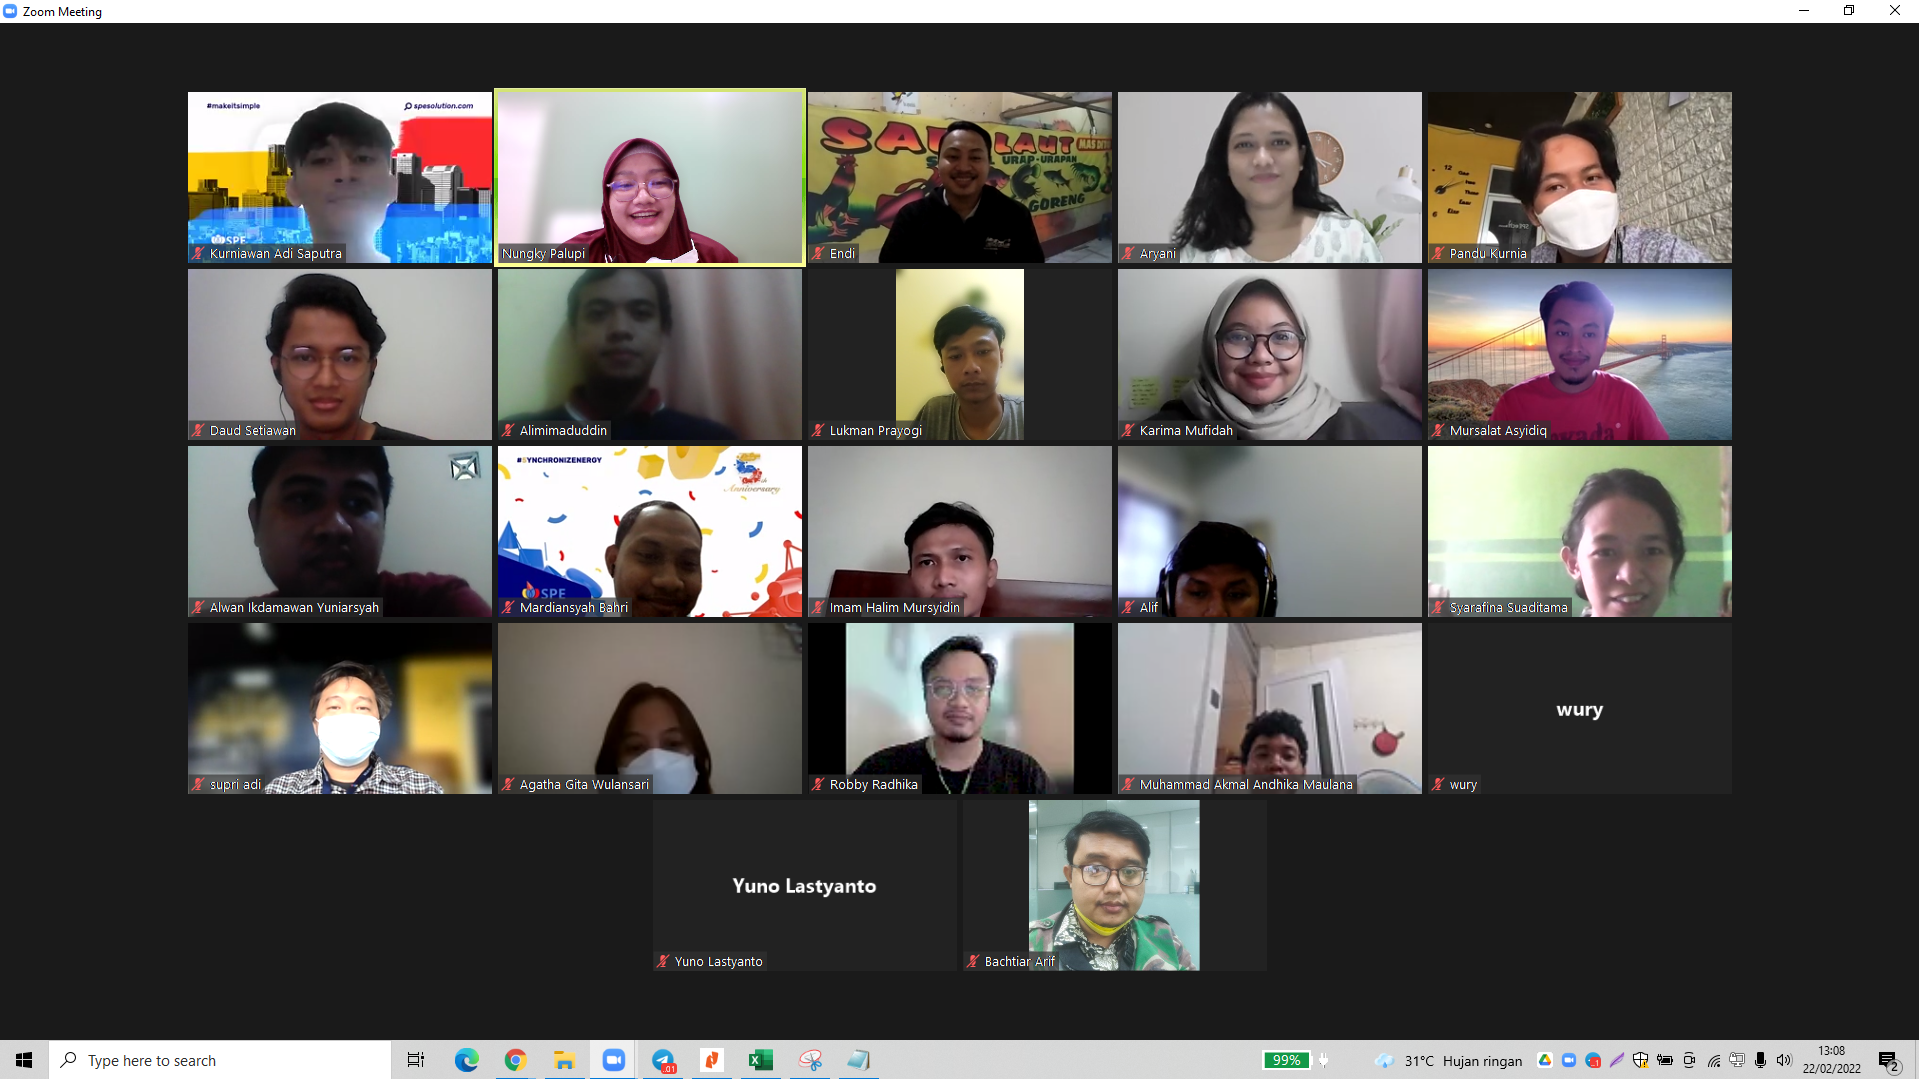 Zoom Meeting
#makeitsimple
spesolution.com
SPE
Kurniawan Adi Saputra
Nungky Palupi
LAUT
URAP-URAPAN
GORENG
Endi
Aryani
Pandu Kurnia
Daud Setiawan
Alimimaduddin
Lukman Prayogi
Karima Mufidah
Mursalat Asyidiq
Alwan Ikdamawan Yuniarsyah
#SYNCHRONIZENERGY
Anniversary
SPE
Mardiansyah Bahri
Imam Halim Mursyidin
Alif
Syarafina Suaditama
supri adi
Agatha Gita Wulansari
Robby Radhika
Muhammad Akmal Andhika Maulana
wury
wury
Yuno Lastyanto
Yuno Lastyanto
Bachtiar Arif
Type here to search
99%
31°C Hujan ringan
13:08
22/02/2022
2